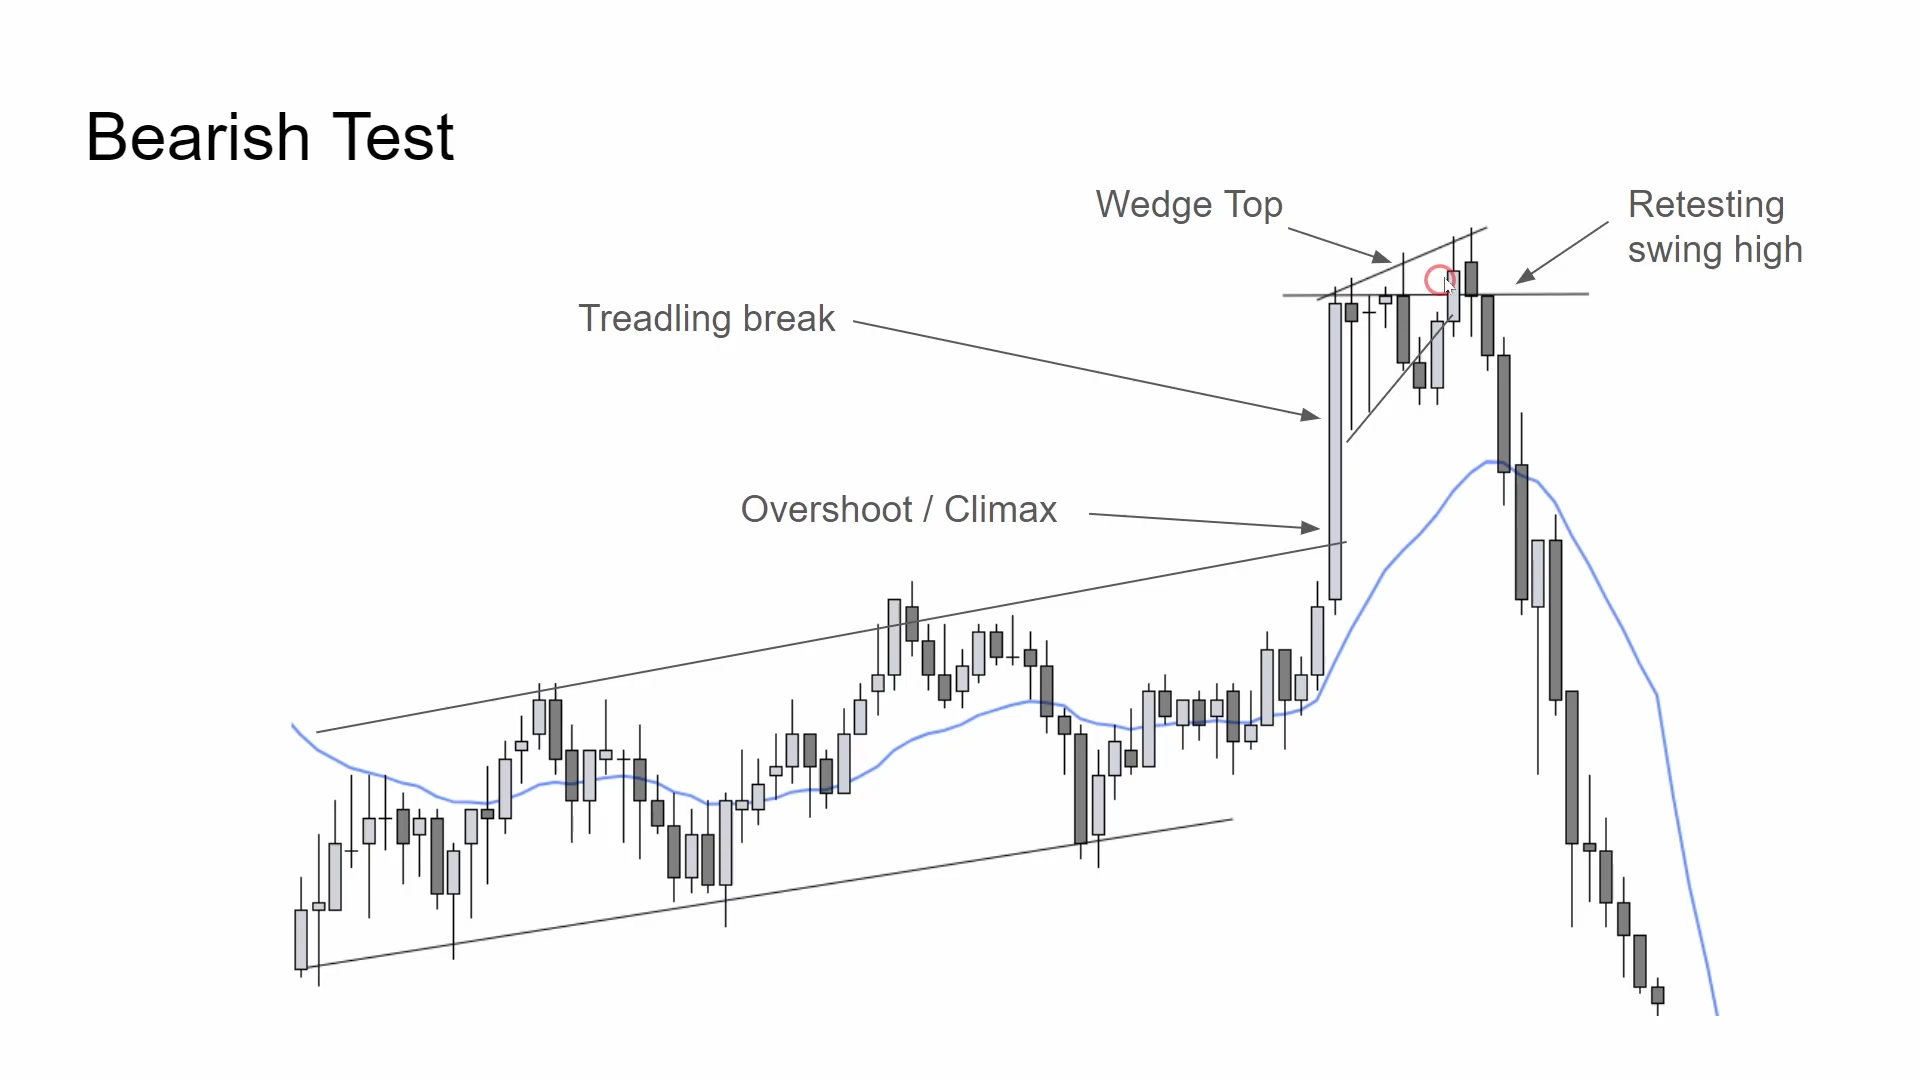 Bearish Test
Wedge Top
Retesting
swing high
Treadling break
Overshoot / Climax